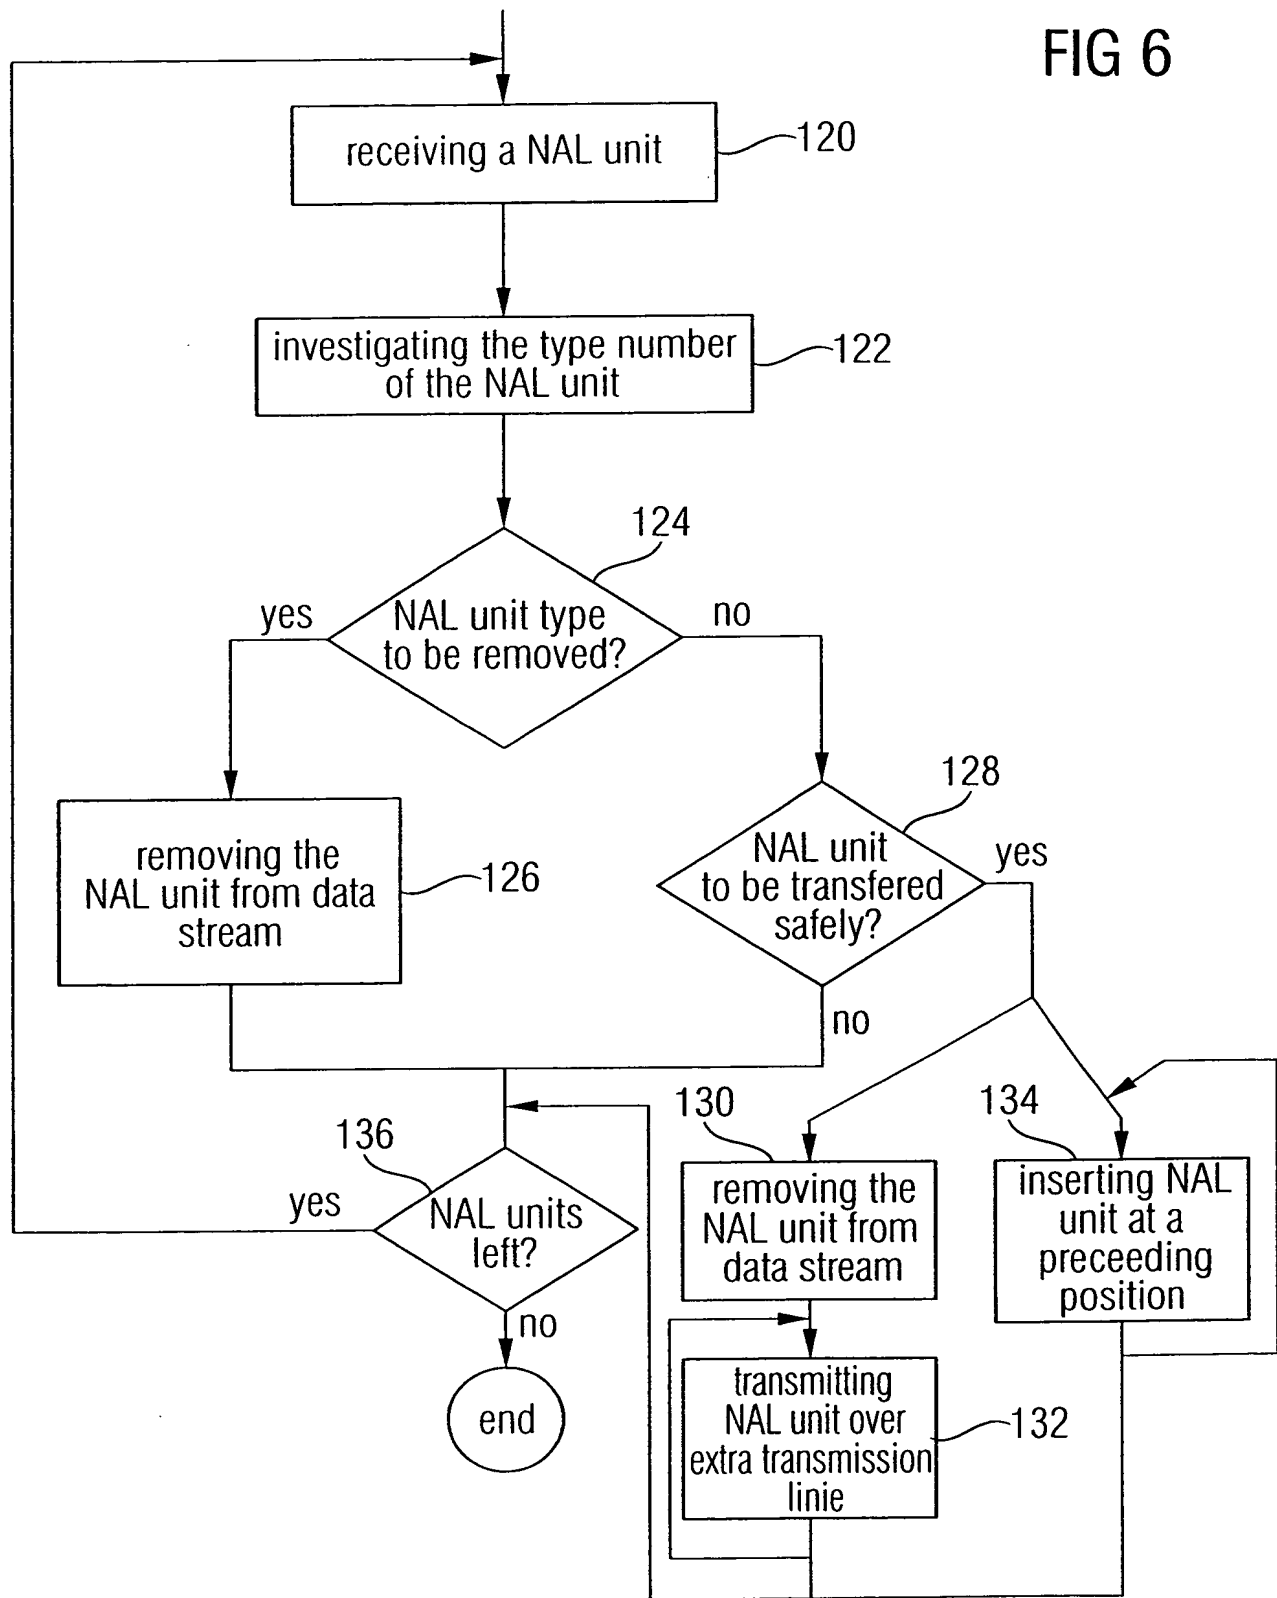 FIG 6
receiving a NAL unit
120
investigating the type number
of the NAL unit
122
124
yes
NAL unit type
to be removed?
no
128
removing the
NAL unit from data
stream
126
NAL unit
to be transfered
safely?
yes
no
130
134
136
yes
NAL units
left?
removing the
NAL unit from
data stream
inserting NAL
unit at a
preceeding
position
no
end
transmitting
NAL unit over
extra transmission
linie
132